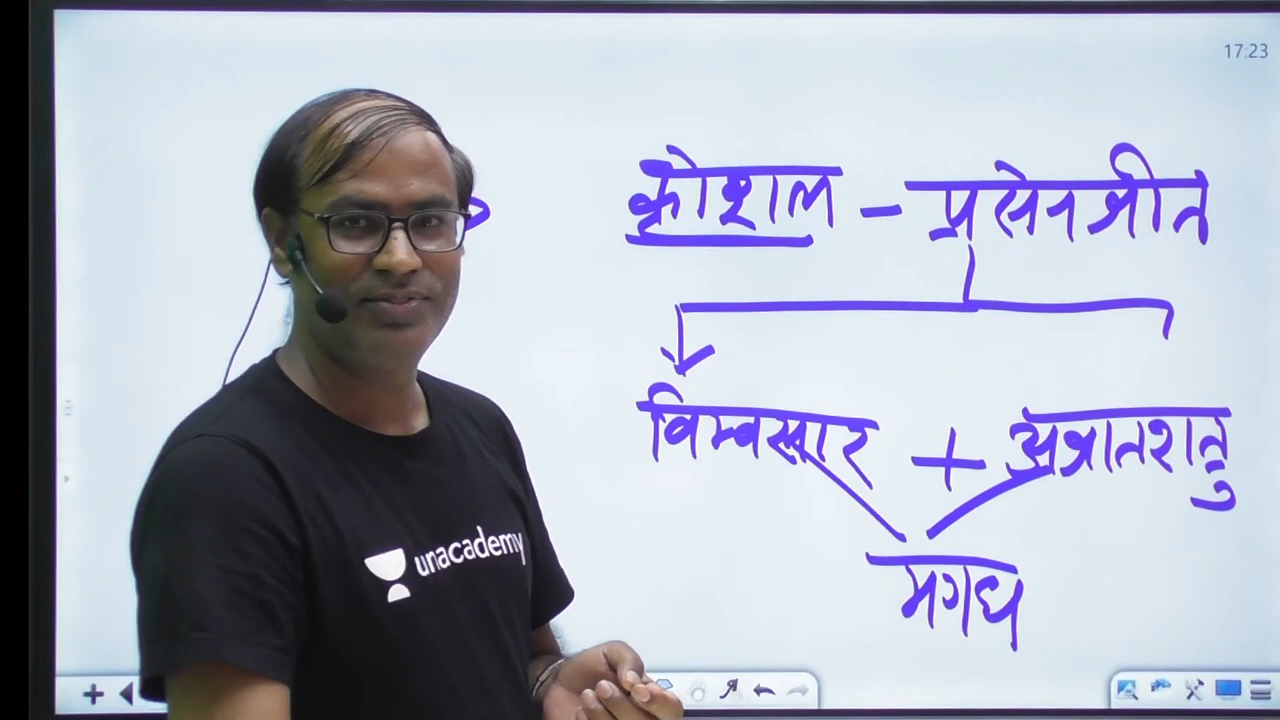 17:23
कोशल - प्रसेनजीत
विम्बसार + अजातशत्रु
मगध
unacademy